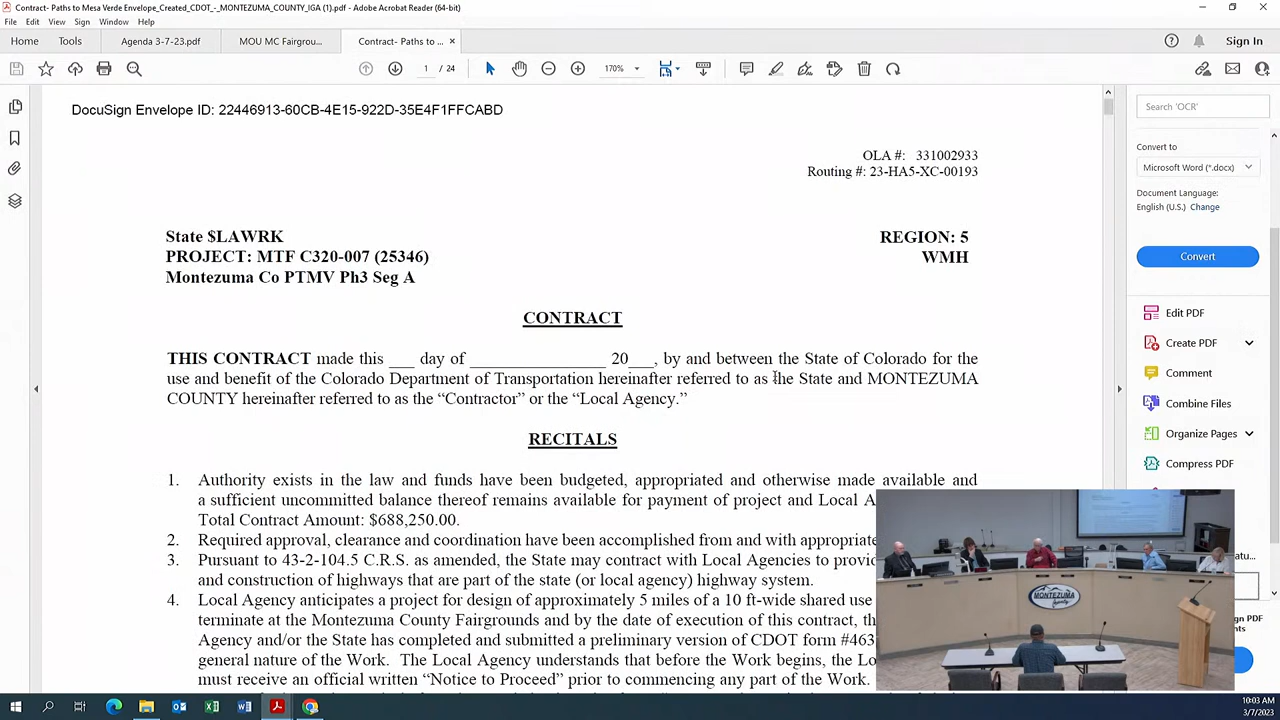 Contract- Paths to Mesa Verde Envelope_Created_CDOT_-_MONTEZUMA_COUNTY_IGA (1).pdf - Adobe Acrobat Reader (64-bit)
File Edit View Sign Window Help
Home Tools Agenda 3-7-23.pdf MOU MC Fairgrou... Contract- Paths to ... × Sign In
1 / 24 170%
DocuSign Envelope ID: 22446913-60CB-4E15-922D-35E4F1FFCABD
OLA #: 331002933
Routing #: 23-HA5-XC-00193
State $LAWRK
PROJECT: MTF C320-007 (25346)
Montezuma Co PTMV Ph3 Seg A
REGION: 5
WMH
CONTRACT
THIS CONTRACT made this ___ day of ________________ 20___, by and between the State of Colorado for the
use and benefit of the Colorado Department of Transportation hereinafter referred to as the State and MONTEZUMA
COUNTY hereinafter referred to as the “Contractor” or the “Local Agency.”
RECITALS
1. Authority exists in the law and funds have been budgeted, appropriated and otherwise made available and
a sufficient uncommitted balance thereof remains available for payment of project and Local A
Total Contract Amount: $688,250.00.
2. Required approval, clearance and coordination have been accomplished from and with appropriate
3. Pursuant to 43-2-104.5 C.R.S. as amended, the State may contract with Local Agencies to provi
and construction of highways that are part of the state (or local agency) highway system.
4. Local Agency anticipates a project for design of approximately 5 miles of a 10 ft-wide shared use
terminate at the Montezuma County Fairgrounds and by the date of execution of this contract, th
Agency and/or the State has completed and submitted a preliminary version of CDOT form #463
general nature of the Work. The Local Agency understands that before the Work begins, the Lo
must receive an official written “Notice to Proceed” prior to commencing any part of the Work.
Search 'OCR'
Convert to
Microsoft Word (*.docx)
Document Language:
English (U.S.) Change
Convert
Edit PDF
Create PDF
Comment
Combine Files
Organize Pages
Compress PDF
MONTEZUMA
County
10:03 AM
3/7/2023